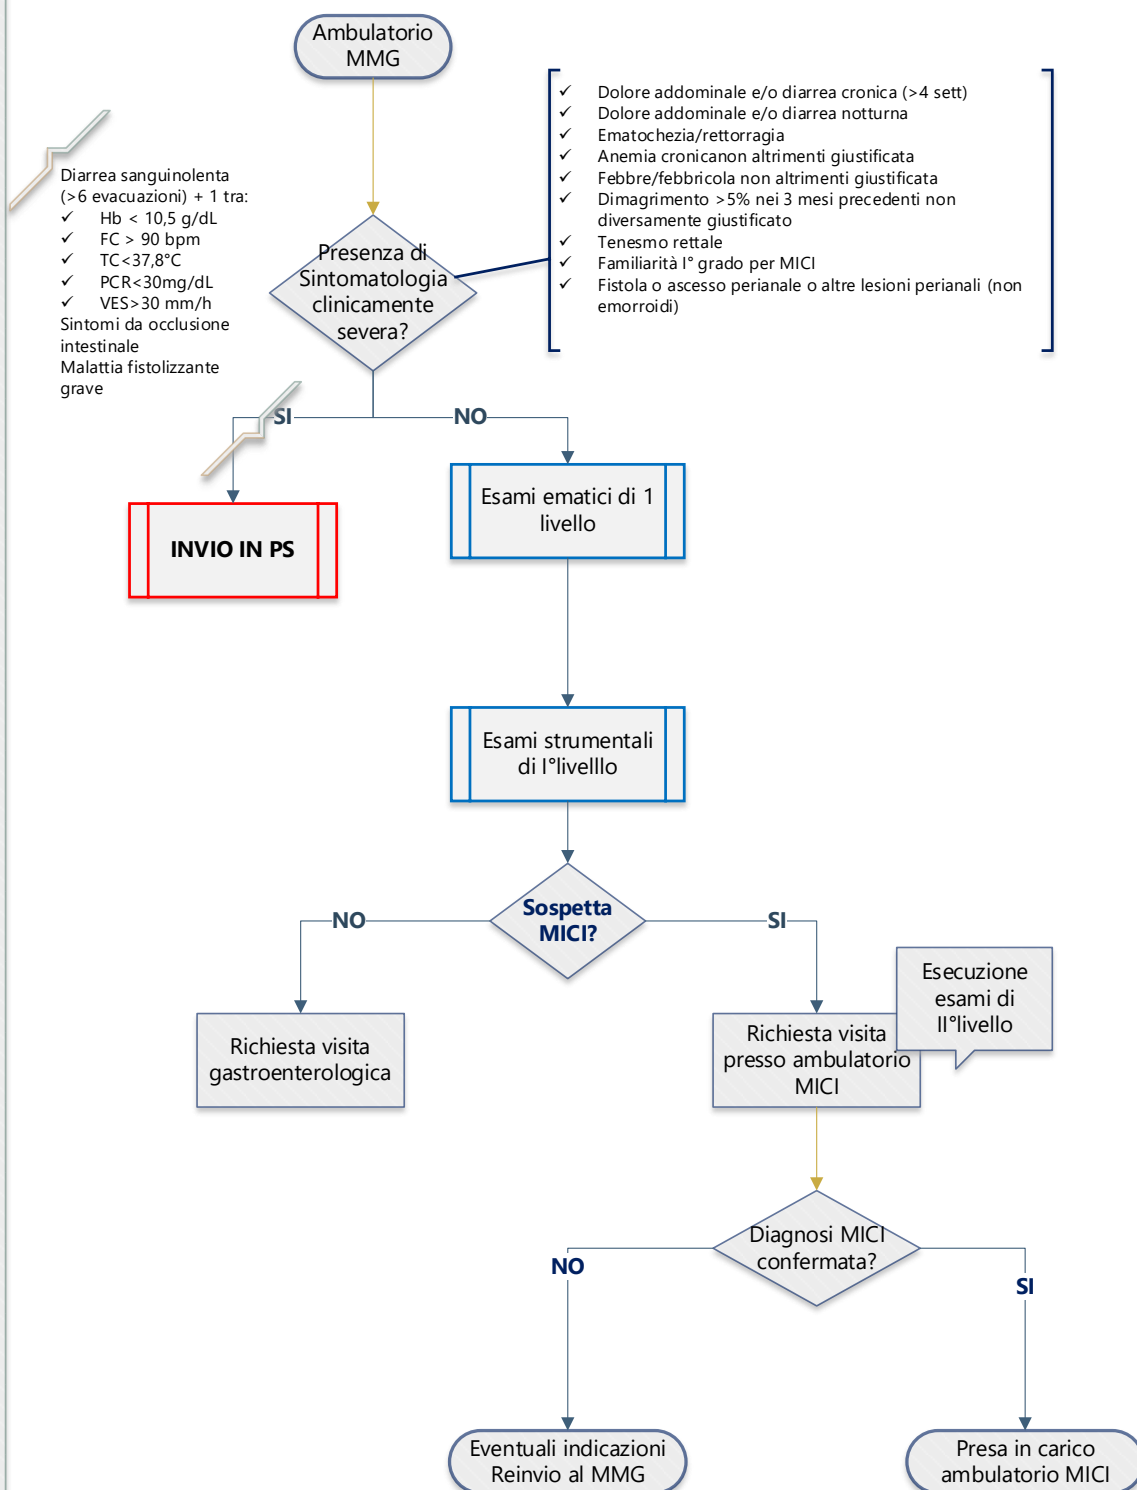 Ambulatorio
MMG
✓ Dolore addominale e/o diarrea cronica (>4 sett)
✓ Dolore addominale e/o diarrea notturna
✓ Ematochezia/rettorragia
✓ Anemia cronicanon altrimenti giustificata
✓ Febbre/febbricola non altrimenti giustificata
✓ Dimagrimento >5% nei 3 mesi precedenti non
diversamente giustificato
✓ Tenesmo rettale
✓ Familiarità I° grado per MICI
✓ Fistola o ascesso perianale o altre lesioni perianali (non
emorroidi)
Diarrea sanguinolenta
(>6 evacuazioni) + 1 tra:
✓ Hb < 10,5 g/dL
✓ FC > 90 bpm
✓ TC<37,8°C
✓ PCR<30mg/dL
✓ VES>30 mm/h
Sintomi da occlusione
intestinale
Malattia fistolizzante
grave
Presenza di
Sintomatologia
clinicamente
severa?
SI
NO
INVIO IN PS
Esami ematici di 1
livello
Esami strumentali
di I°livelllo
Sospetta
MICI?
NO
SI
Richiesta visita
gastroenterologica
Richiesta visita
presso ambulatorio
MICI
Esecuzione
esami di
II°livello
Diagnosi MICI
confermata?
NO
SI
Eventuali indicazioni
Reinvio al MMG
Presa in carico
ambulatorio MICI